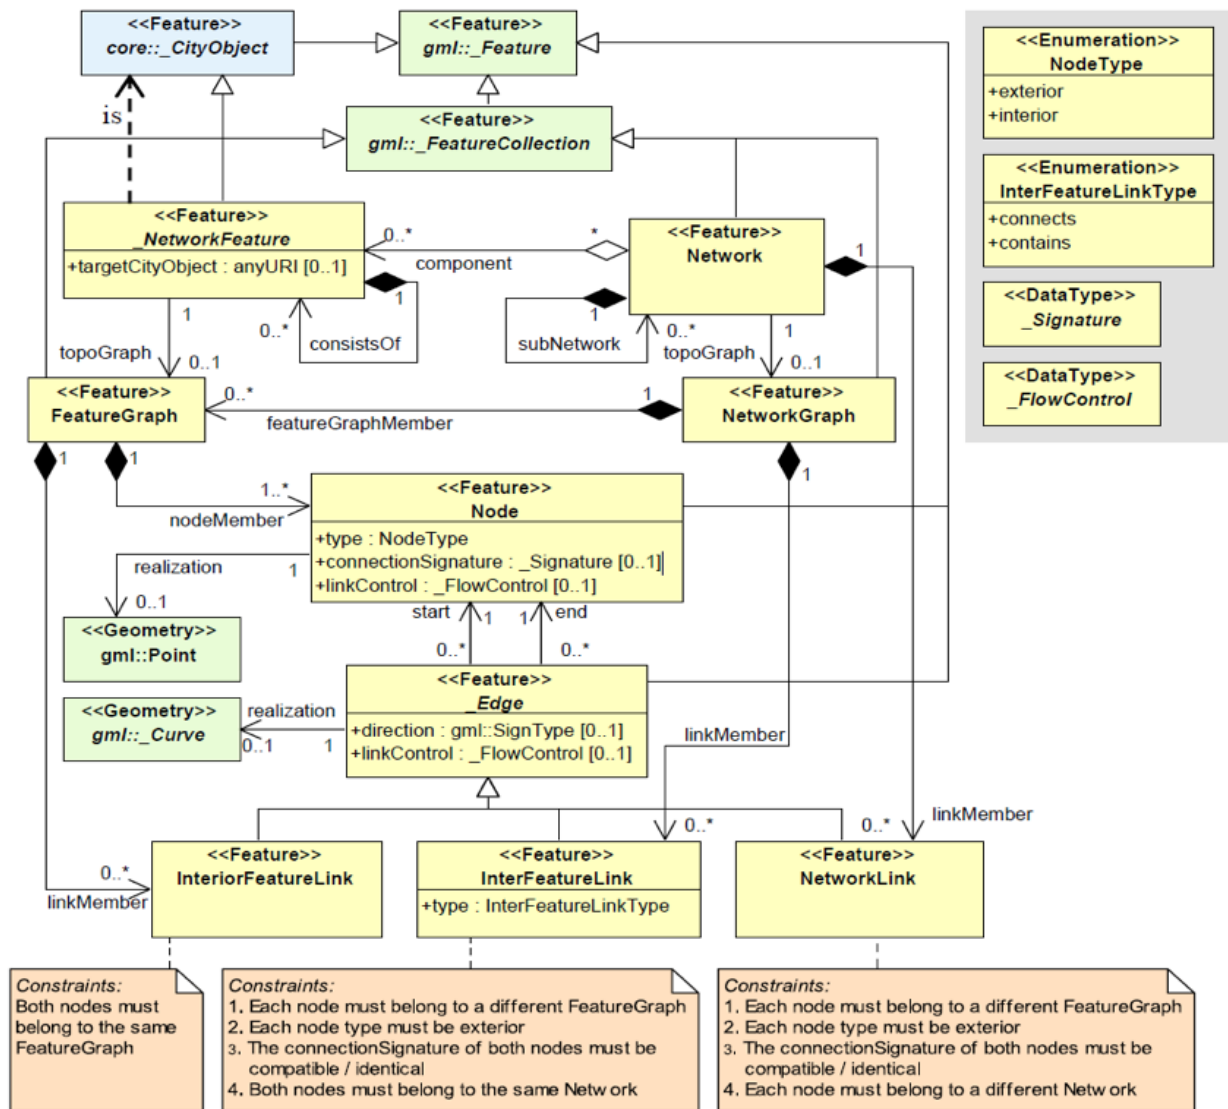 <<Feature>>
core::_CityObject
<<Feature>>
gml::_Feature
<<Enumeration>>
NodeType
+exterior
+interior
is
<<Feature>>
gml::_FeatureCollection
<<Enumeration>>
InterFeatureLinkType
+connects
+contains
<<Feature>>
_NetworkFeature
+targetCityObject : anyURI [0..1]
0..*
component
*
<<Feature>>
Network
1
1
0..*
consistsOf
1
subNetwork
0..*
<<DataType>>
_Signature
1
topoGraph
0..1
1
topoGraph
0..1
<<DataType>>
_FlowControl
<<Feature>>
FeatureGraph
0..*
featureGraphMember
1
<<Feature>>
NetworkGraph
1
1
1
1..*
nodeMember
<<Feature>>
Node
+type : NodeType
+connectionSignature : _Signature [0..1]
+linkControl : _FlowControl [0..1]
realization
1
0..1
<<Geometry>>
gml::Point
start
1
1
end
0..*
0..*
<<Feature>>
_Edge
+direction : gml::SignType [0..1]
+linkControl : _FlowControl [0..1]
<<Geometry>>
gml::_Curve
realization
0..1
1
linkMember
0..*
linkMember
0..*
0..*
linkMember
<<Feature>>
InteriorFeatureLink
<<Feature>>
InterFeatureLink
+type : InterFeatureLinkType
<<Feature>>
NetworkLink
Constraints:
Both nodes must
belong to the same
FeatureGraph
Constraints:
1. Each node must belong to a different FeatureGraph
2. Each node type must be exterior
3. The connectionSignature of both nodes must be
compatible / identical
4. Both nodes must belong to the same Network
Constraints:
1. Each node must belong to a different FeatureGraph
2. Each node type must be exterior
3. The connectionSignature of both nodes must be
compatible / identical
4. Each node must belong to a different Network